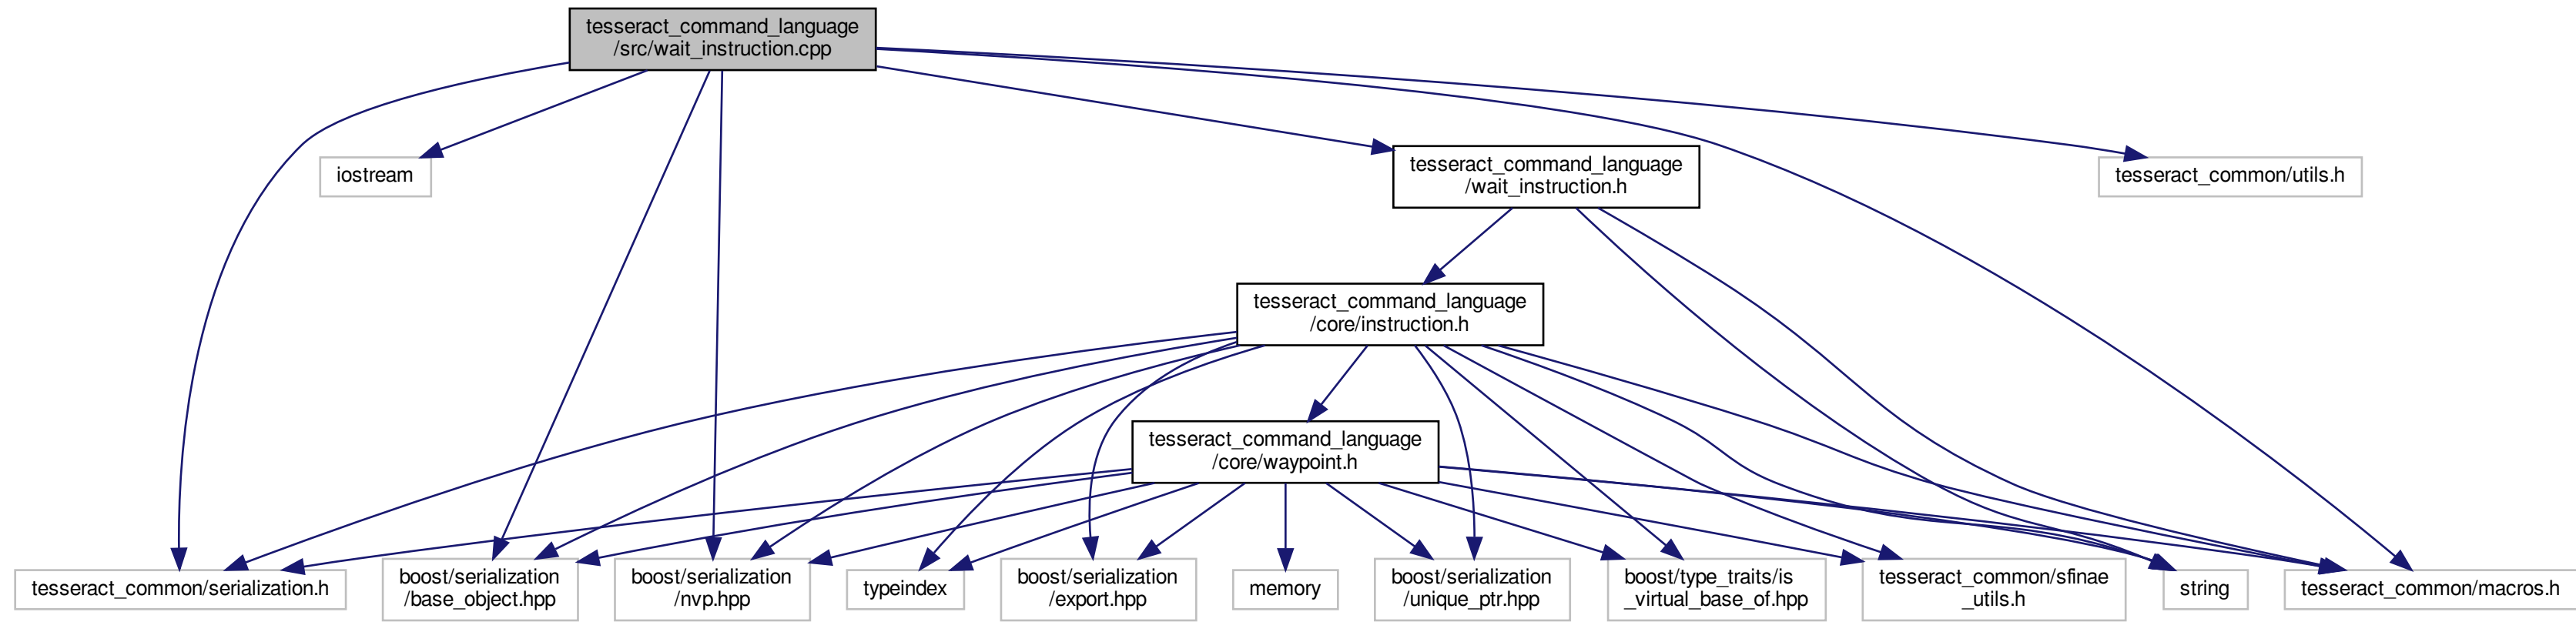 tesseract_command_language
/src/wait_instruction.cpp
iostream
tesseract_command_language
/wait_instruction.h
tesseract_common/utils.h
tesseract_command_language
/core/instruction.h
tesseract_command_language
/core/waypoint.h
tesseract_common/serialization.h
boost/serialization
/base_object.hpp
boost/serialization
/nvp.hpp
typeindex
boost/serialization
/export.hpp
memory
boost/serialization
/unique_ptr.hpp
boost/type_traits/is
_virtual_base_of.hpp
tesseract_common/sfinae
_utils.h
string
tesseract_common/macros.h